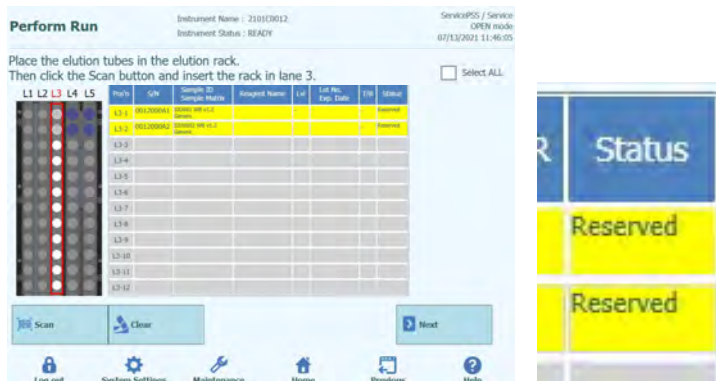 Perform Run
Instrument Name : 2101C0012
Instrument Status : READY
ServicePSS / Service
OPEN mode
07/13/2021 11:46:05
Place the elution tubes in the elution rack.
Then click the Scan button and insert the rack in lane 3.
Select ALL
L1 L2 L3 L4 L5
Pos'n S/N Sample ID Sample Matrix Reagent Name Lvl Lot No. Exp. Date Status
L3-1 0012000A1 Reserved
L3-2 0012000A2 Reserved
L3-3
L3-4
L3-5
L3-6
L3-7
L3-8
L3-9
L3-10
L3-11
L3-12
Scan
Clear
Next
Log out
System Settings
Maintenance
Home
Previous
Help
R Status
Reserved
Reserved